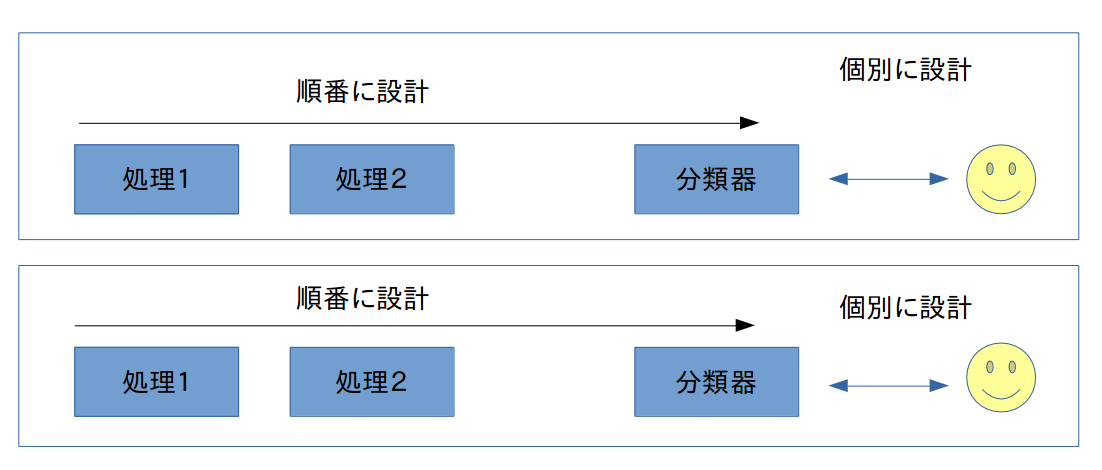 個別に設計
順番に設計
処理1
処理2
分類器
順番に設計
個別に設計
処理1
処理2
分類器